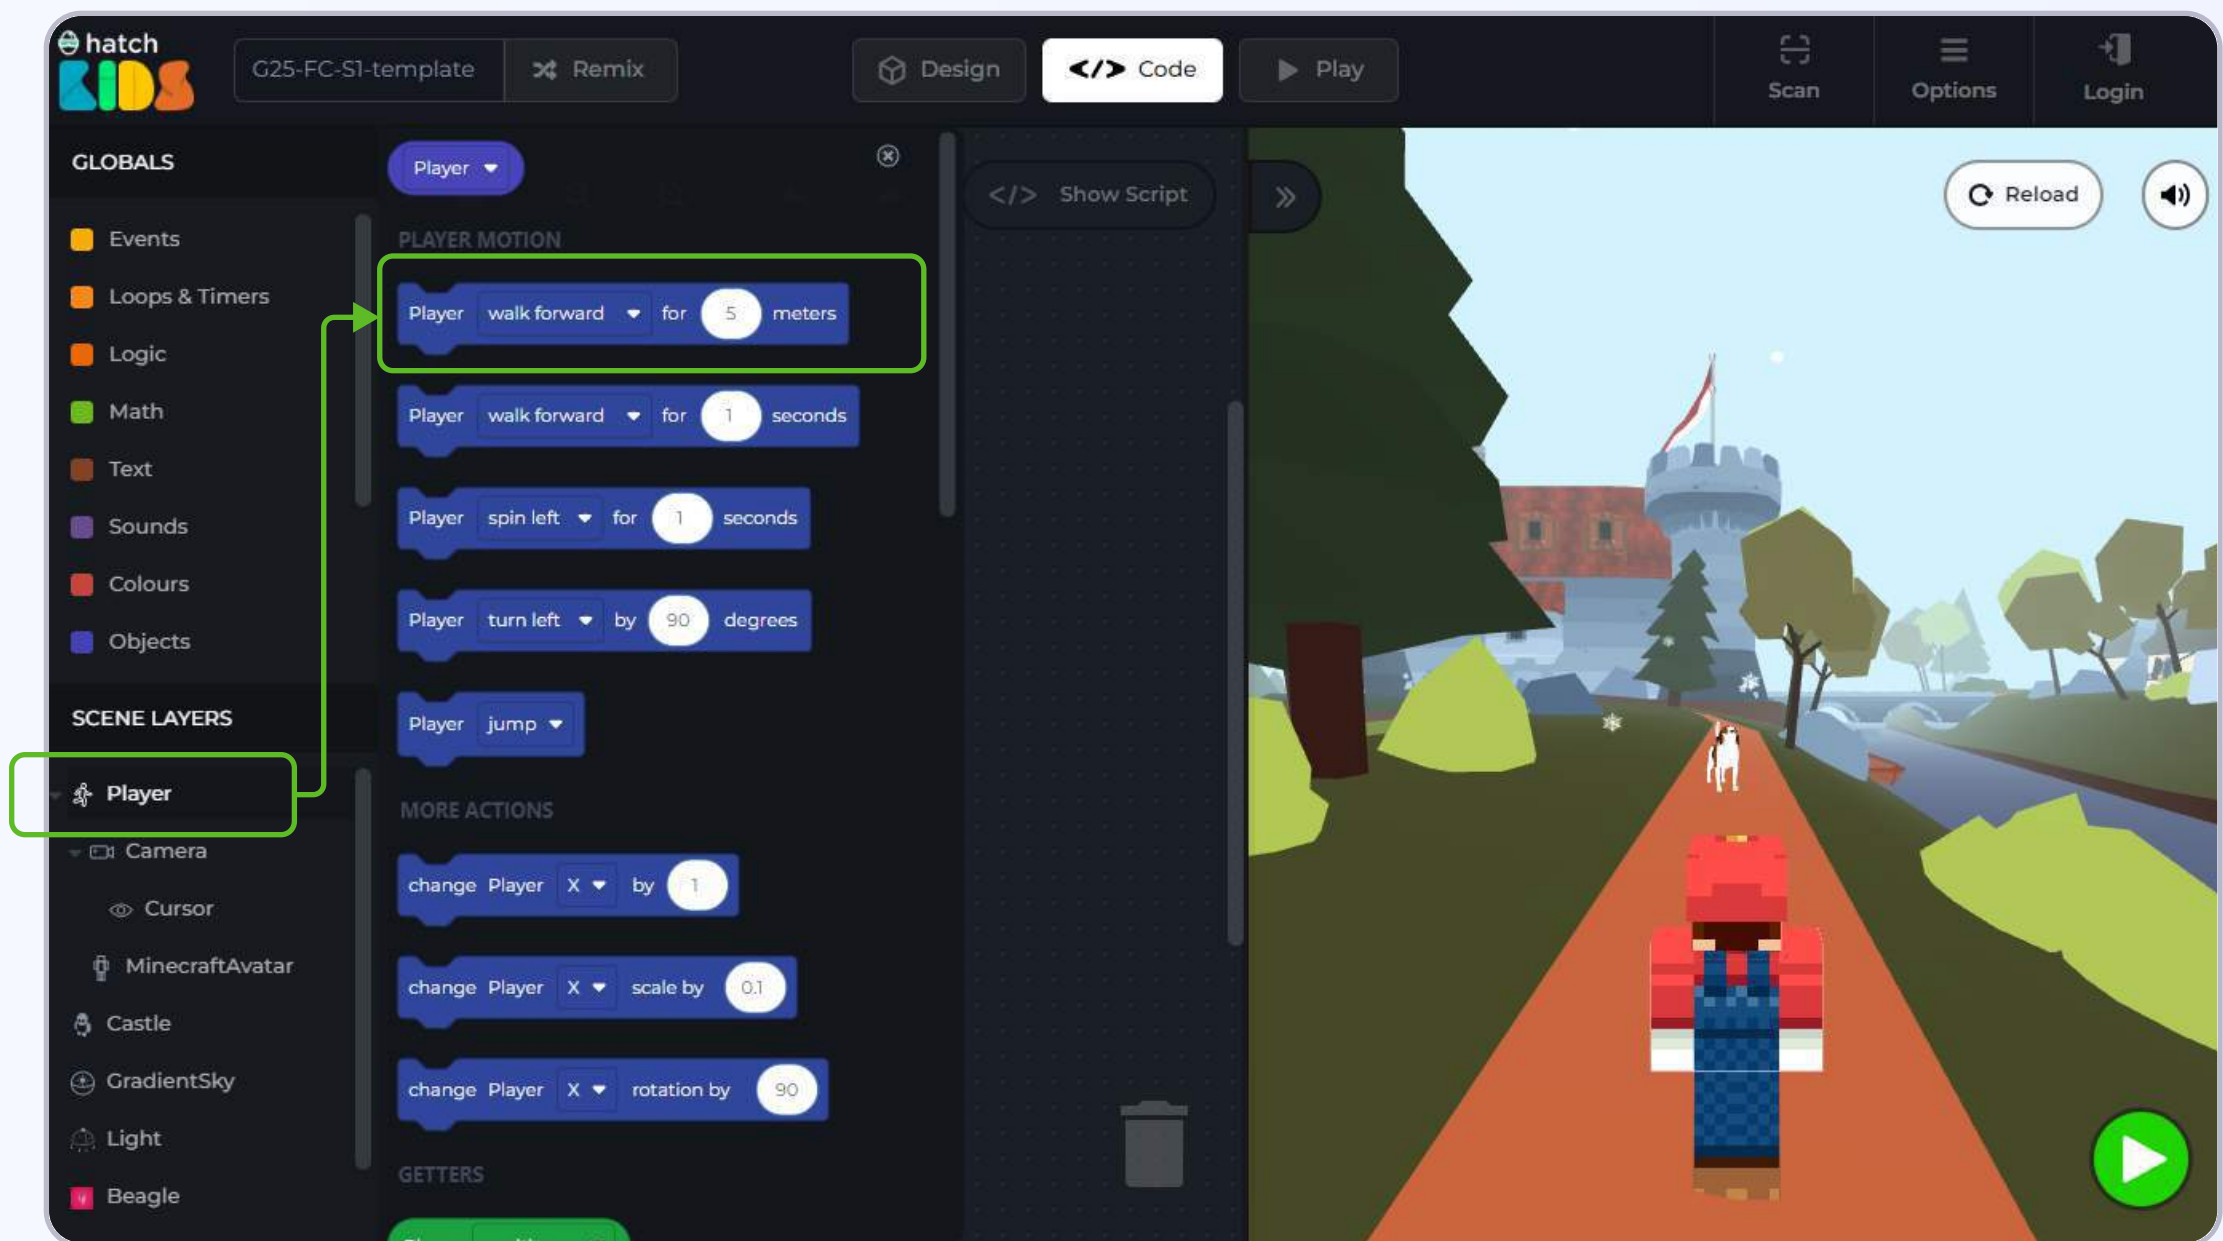 hatch
KIDS
G25-FC-S1-template
Remix
Design
</> Code
Play
Scan
Options
Login
GLOBALS
Events
Loops & Timers
Logic
Math
Text
Sounds
Colours
Objects
SCENE LAYERS
Player
Camera
Cursor
MinecraftAvatar
Castle
GradientSky
Light
Beagle
Player
PLAYER MOTION
Player walk forward for 5 meters
Player walk forward for 1 seconds
Player spin left for 1 seconds
Player turn left by 90 degrees
Player jump
MORE ACTIONS
change Player X by 1
change Player X scale by 0.1
change Player X rotation by 90
GETTERS
</> Show Script
Reload